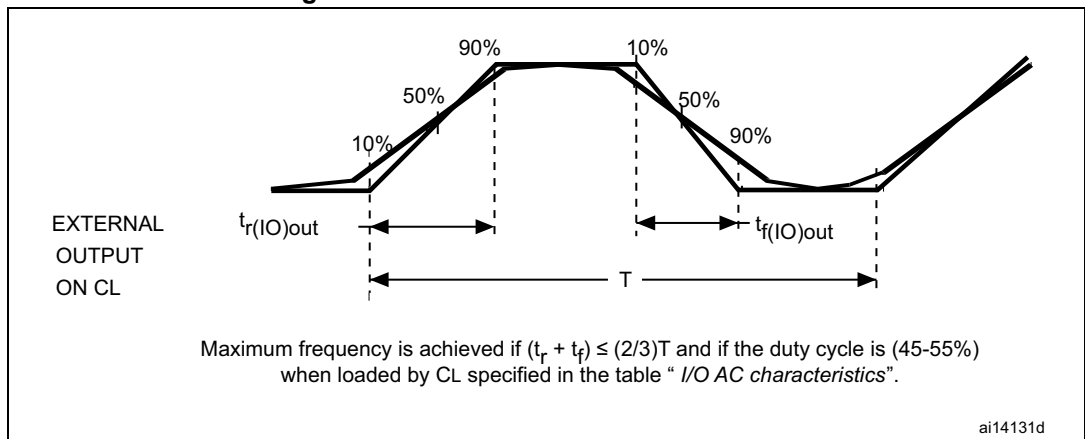 90% 10%
50% 50%
10% 90%
EXTERNAL
OUTPUT
ON CL
tr(IO)out tf(IO)out
T
Maximum frequency is achieved if (tr + tf) ≤ (2/3)T and if the duty cycle is (45-55%)
when loaded by CL specified in the table “ I/O AC characteristics”.
ai14131d